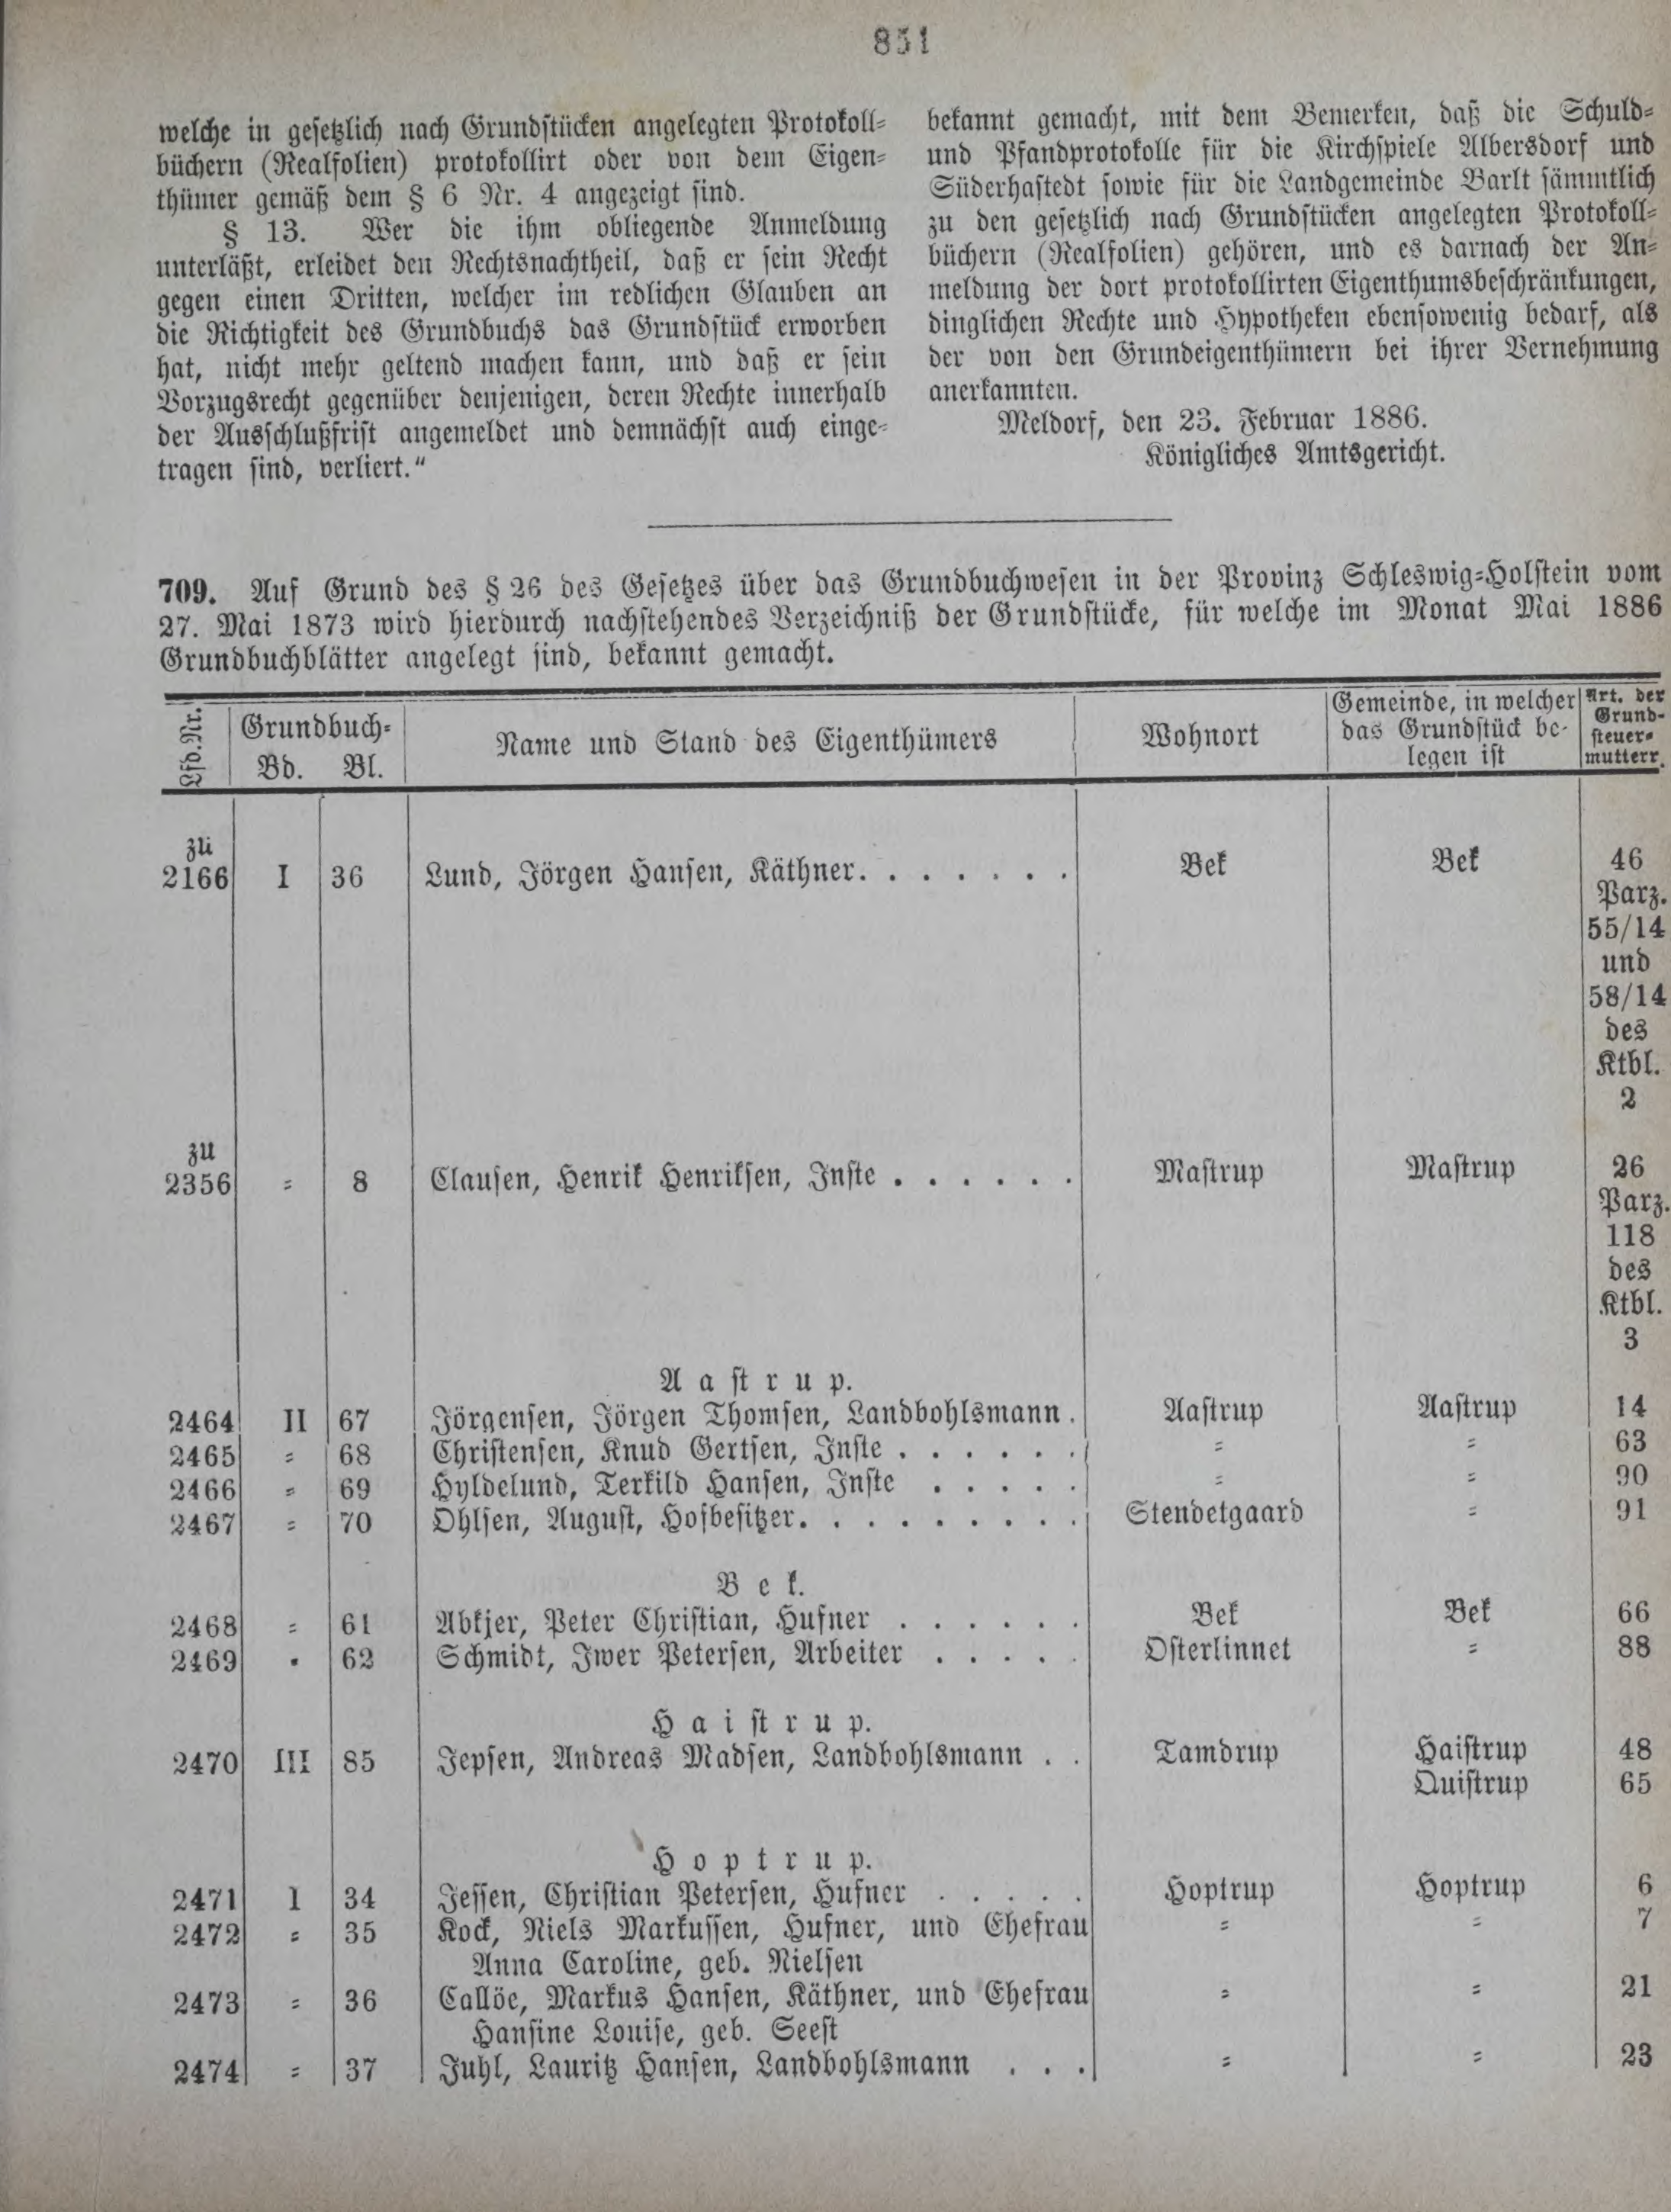 831
welche in gesetzlich nach Grundstücken angelegten Protokoll-
büchern (Realfolien) protokollirt oder von dem Eigen-
thümer gemäß dem § 6 Nr. 4 angezeigt sind.
§ 13. Wer die ihm obliegende Anmeldung
unterläßt, erleidet den Rechtsnachtheil, daß er sein Recht
gegen einen Dritten, welcher im redlichen Glauben an
die Richtigkeit des Grundbuchs das Grundstück erworben
hat, nicht mehr geltend machen kann, und daß er sein
Vorzugsrecht gegenüber denjenigen, deren Rechte innerhalb
der Ausschlußfrist angemeldet und demnächst auch einge-
tragen sind, verliert.“
bekannt gemacht, mit dem Bemerken, daß die Schuld-
und Pfandprotokolle für die Kirchspiele Albersdorf und
Süderhastedt sowie für die Landgemeinde Barlt sämmtlich
zu den gesetzlich nach Grundstücken angelegten Protokoll-
büchern (Realfolien) gehören, und es darnach der An-
meldung der dort protokollirten Eigenthumsbeschränkungen,
dinglichen Rechte und Hypotheken ebensowenig bedarf, als
der von den Grundeigenthümern bei ihrer Vernehmung
anerkannten.
Meldorf, den 23. Februar 1886.
Königliches Amtsgericht.
709. Auf Grund des § 26 des Gesetzes über das Grundbuchwesen in der Provinz Schleswig-Holstein vom
27. Mai 1873 wird hierdurch nachstehendes Verzeichniß der Grundstücke, für welche im Monat Mai 1886
Grundbuchblätter angelegt sind, bekannt gemacht.
Lfd. Nr.
Grundbuch-
Bd. Bl.
Name und Stand des Eigenthümers
Wohnort
Gemeinde, in welcher
das Grundstück be-
legen ist
Art. der
Grund-
steuer-
mutterr.
zu
2166 I 36 Lund, Jörgen Hansen, Käthner. . . . . . . Bek Bek 46
Parz.
55/14
und
58/14
des
Ktbl.
2
zu
2356 = 8 Clausen, Henrik Henriksen, Inste . . . . . . Mastrup Mastrup 26
Parz.
118
des
Ktbl.
3
Aastrup.
2464 II 67 Jörgensen, Jörgen Thomsen, Landbohlsmann . Aastrup Aastrup 14
2465 = 68 Christensen, Knud Gertsen, Inste . . . . . . = = 63
2466 = 69 Hyldelund, Terkild Hansen, Inste . . . . . = = 90
2467 = 70 Ohlsen, August, Hofbesitzer. . . . . . . . . Stendetgaard = 91
Bek.
2468 = 61 Abkjer, Peter Christian, Hufner . . . . . . Bek Bek 66
2469 = 62 Schmidt, Iwer Petersen, Arbeiter . . . . . Osterlinnet = 88
Haistrup.
2470 III 85 Jepsen, Andreas Madsen, Landbohlsmann . . Tamdrup Haistrup 48
Quistrup 65
Hoptrup.
2471 I 34 Jessen, Christian Petersen, Hufner . . . . . Hoptrup Hoptrup 6
2472 = 35 Kock, Niels Markussen, Hufner, und Ehefrau = = 7
Anna Caroline, geb. Nielsen
2473 = 36 Callöe, Markus Hansen, Käthner, und Ehefrau = = 21
Hansine Louise, geb. Seest
2474 = 37 Juhl, Lauritz Hansen, Landbohlsmann . . . = = 23